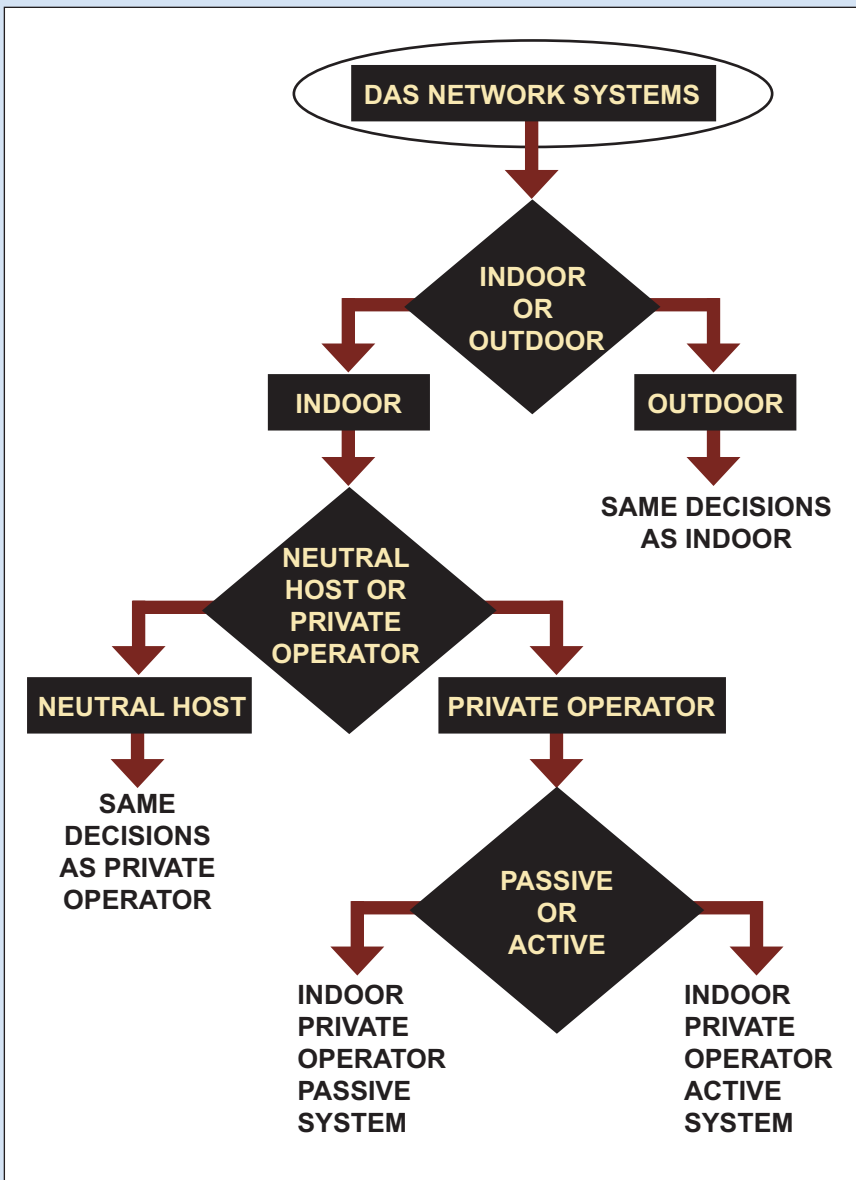 DAS NETWORK SYSTEMS
INDOOR
OR
OUTDOOR
INDOOR
OUTDOOR
SAME DECISIONS
AS INDOOR
NEUTRAL
HOST OR
PRIVATE
OPERATOR
NEUTRAL HOST
PRIVATE OPERATOR
SAME
DECISIONS
AS PRIVATE
OPERATOR
PASSIVE
OR
ACTIVE
INDOOR
PRIVATE
OPERATOR
PASSIVE
SYSTEM
INDOOR
PRIVATE
OPERATOR
ACTIVE
SYSTEM